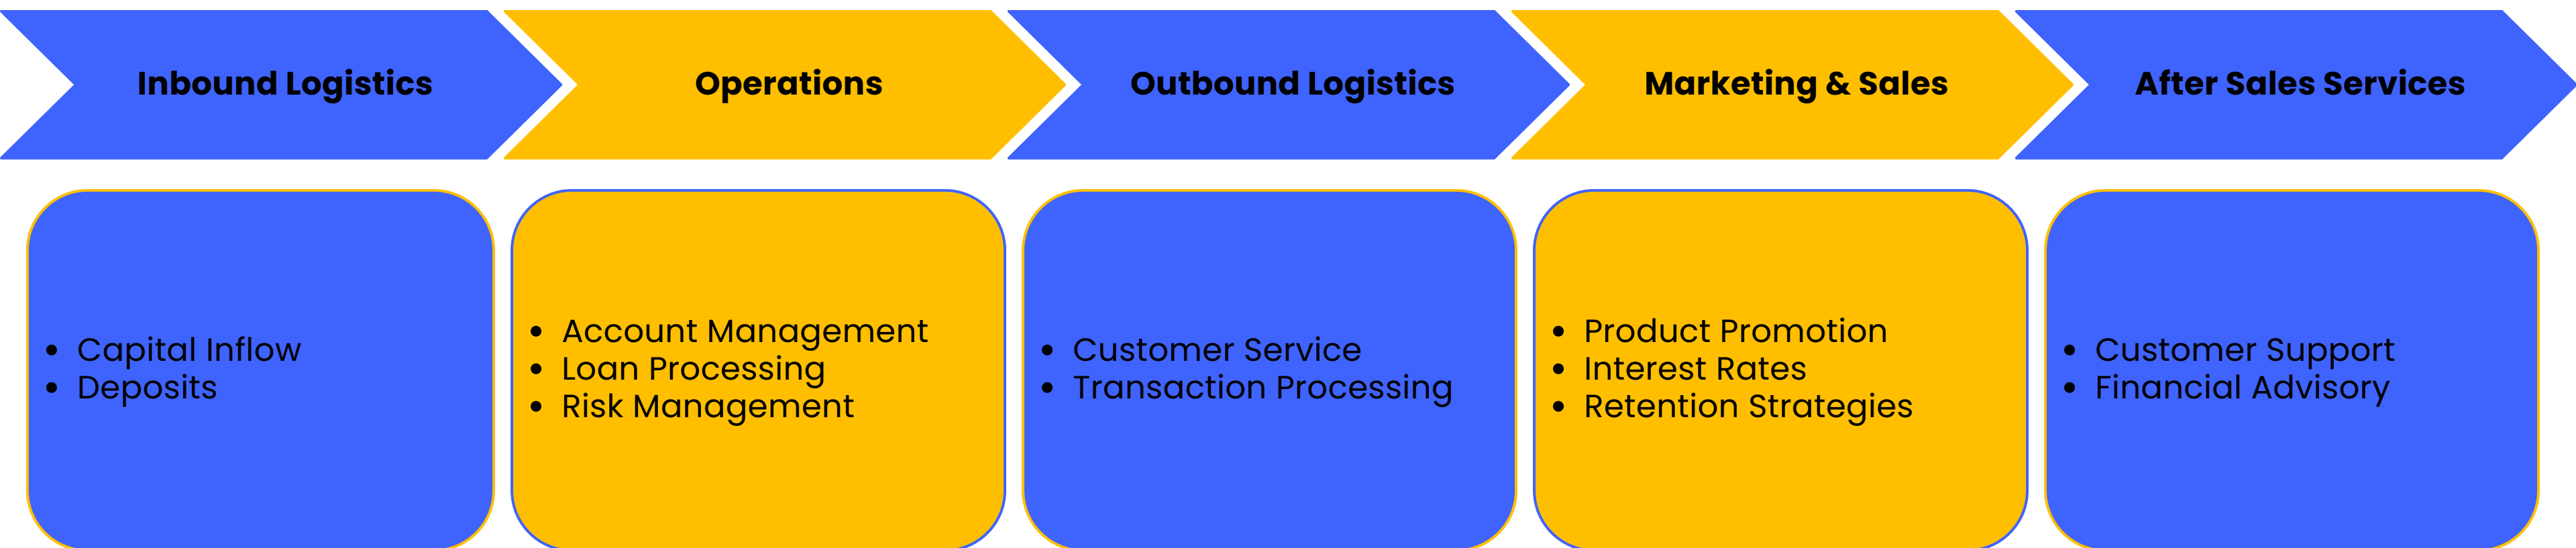 Inbound Logistics
Operations
Outbound Logistics
Marketing & Sales
After Sales Services
• Capital Inflow
• Deposits
• Account Management
• Loan Processing
• Risk Management
• Customer Service
• Transaction Processing
• Product Promotion
• Interest Rates
• Retention Strategies
• Customer Support
• Financial Advisory